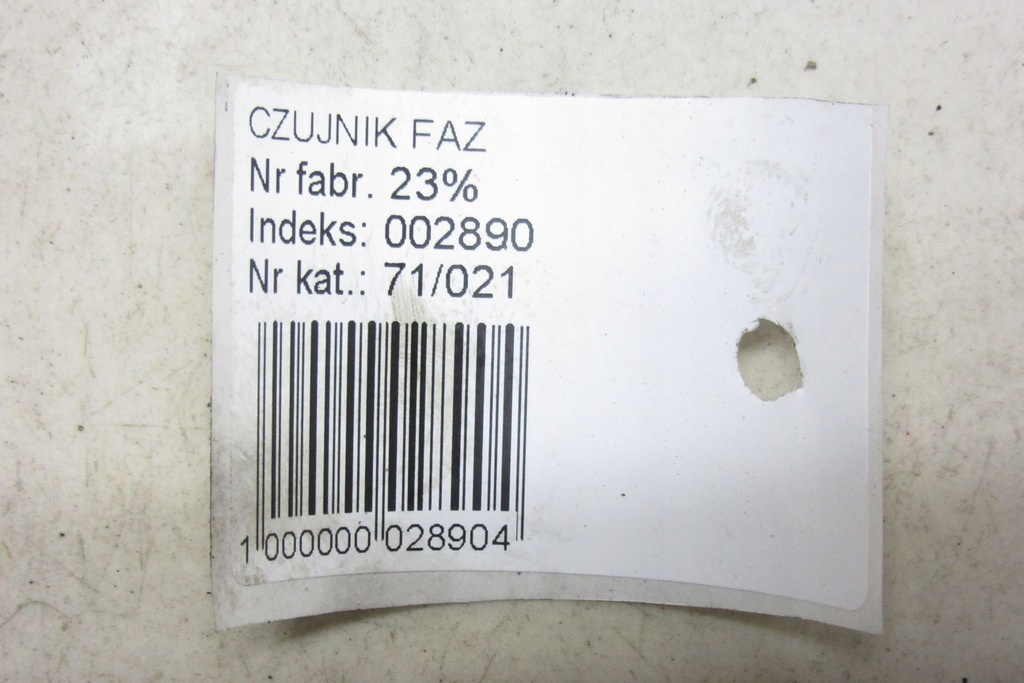 CZUJNIK FAZ
Nr fabr. 23%
Indeks: 002890
Nr kat.: 71/021
1 000000 028904